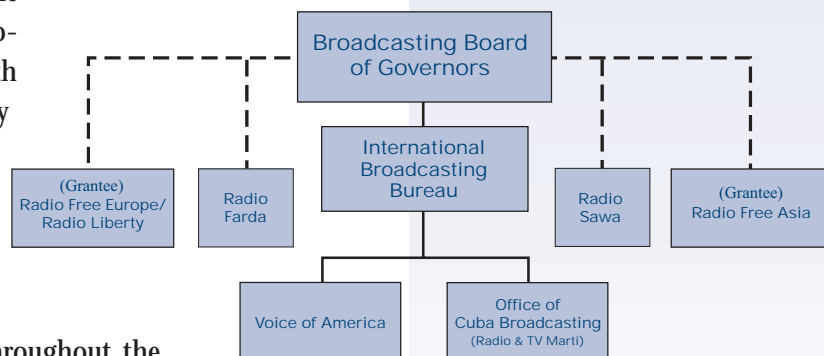 o-
th
y
Broadcasting Board
of Governors
International
Broadcasting
Bureau
(Grantee)
Radio Free Europe/
Radio Liberty
Radio
Farda
Radio
Sawa
(Grantee)
Radio Free Asia
Voice of America
Office of
Cuba Broadcasting
(Radio & TV Marti)
roughout the